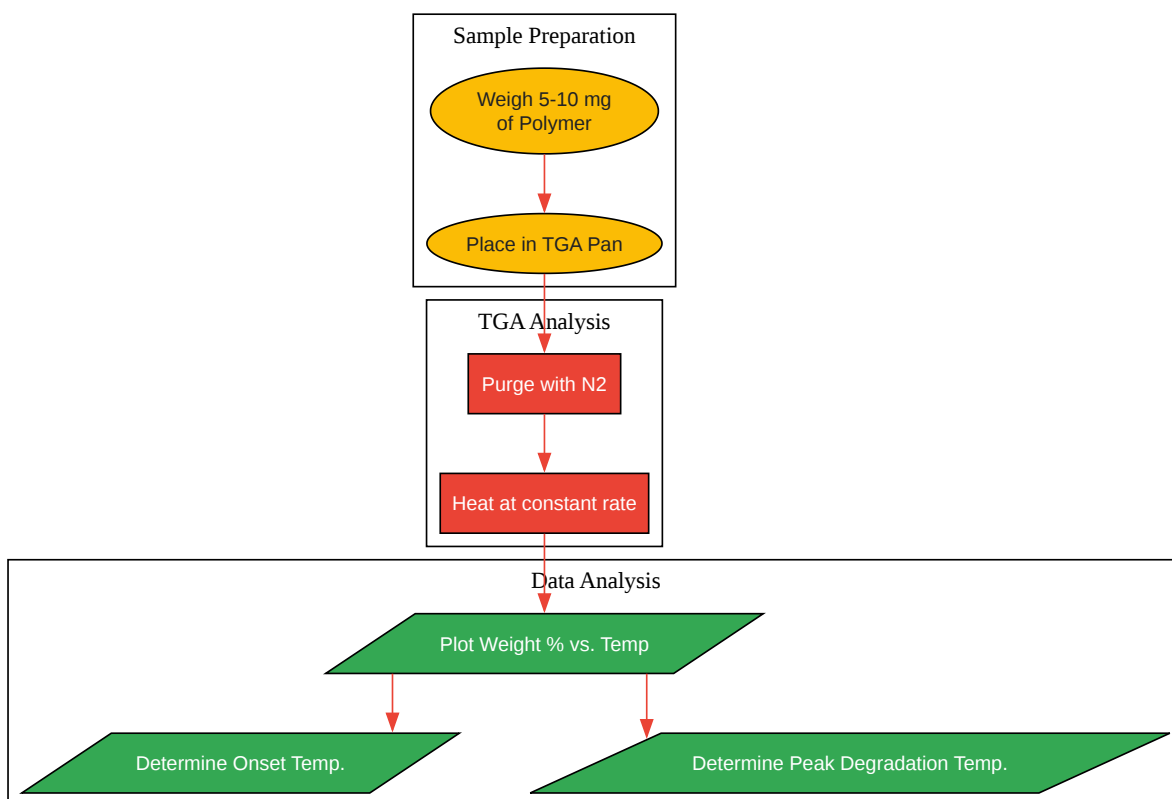 Sample Preparation
Weigh 5-10 mg
of Polymer
Place in TGA Pan
TGA Analysis
Purge with N2
Heat at constant rate
Data Analysis
Plot Weight % vs. Temp
Determine Onset Temp.
Determine Peak Degradation Temp.